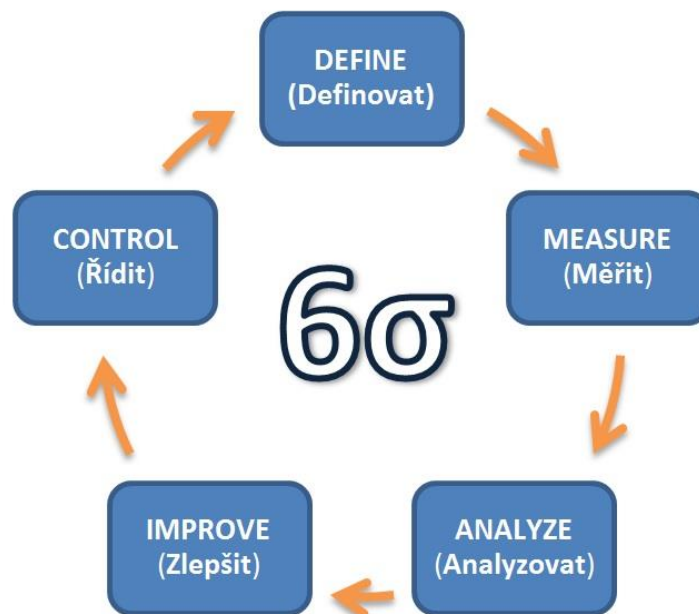 DEFINE
(Definovat)
CONTROL
(Řídit)
MEASURE
(Měřit)
6σ
IMPROVE
(Zlepšit)
ANALYZE
(Analyzovat)